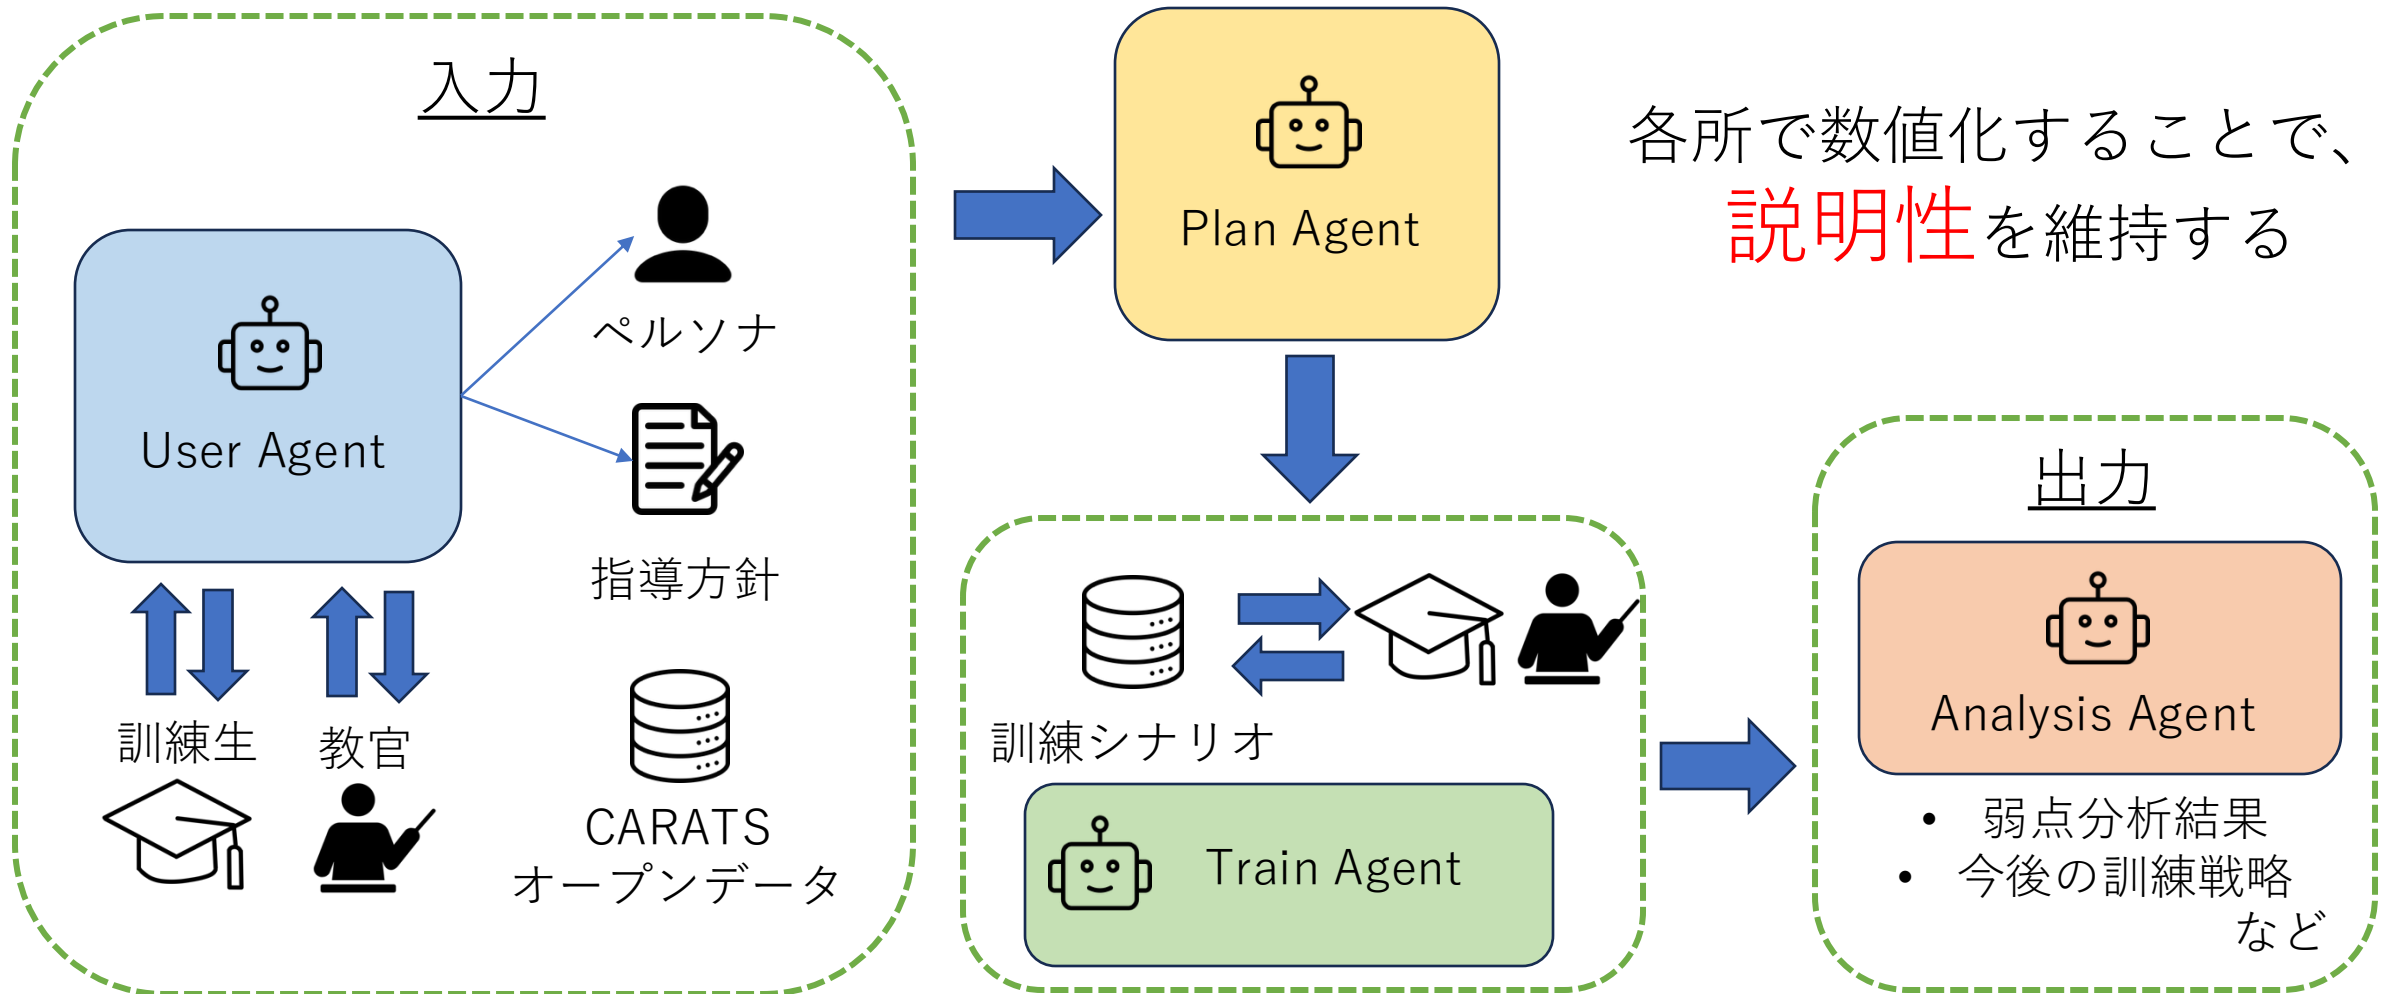 入力
User Agent
ペルソナ
指導方針
訓練生
教官
CARATS
オープンデータ
Plan Agent
各所で数値化することで、
説明性を維持する
訓練シナリオ
Train Agent
出力
Analysis Agent
• 弱点分析結果
• 今後の訓練戦略
など